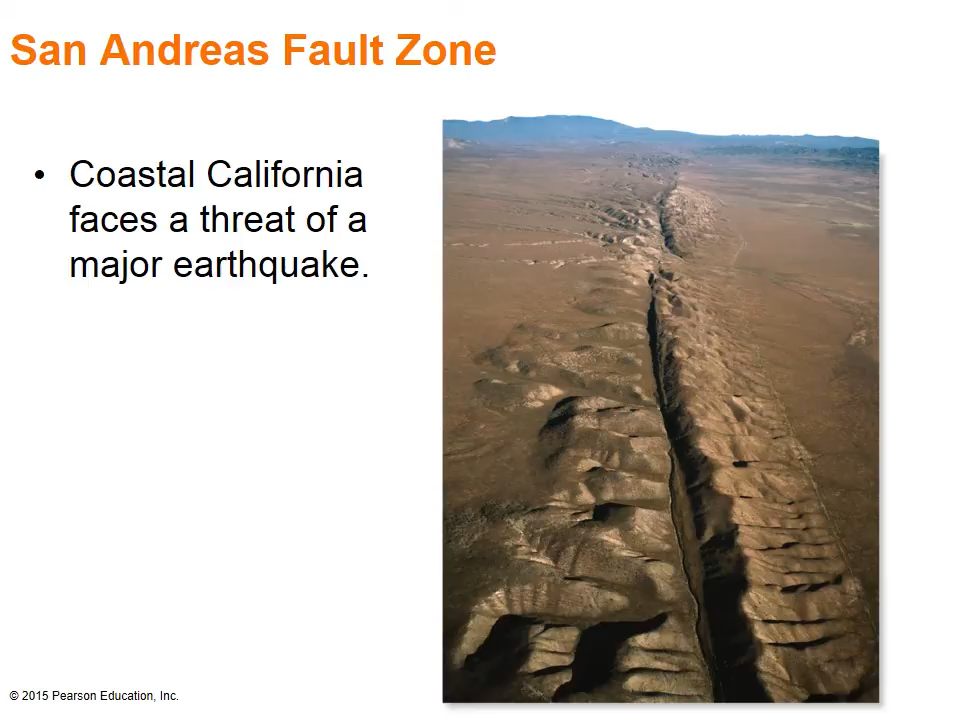 San Andreas Fault Zone
• Coastal California
faces a threat of a
major earthquake.
© 2015 Pearson Education, Inc.